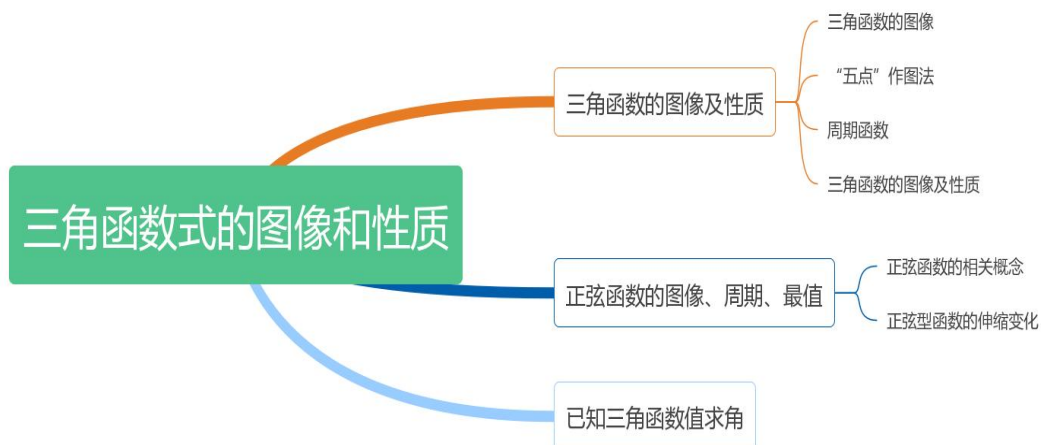 三角函数式的图像和性质
三角函数的图像及性质
三角函数的图像
“五点”作图法
周期函数
三角函数的图像及性质
正弦函数的图像、周期、最值
正弦函数的相关概念
正弦型函数的伸缩变化
已知三角函数值求角